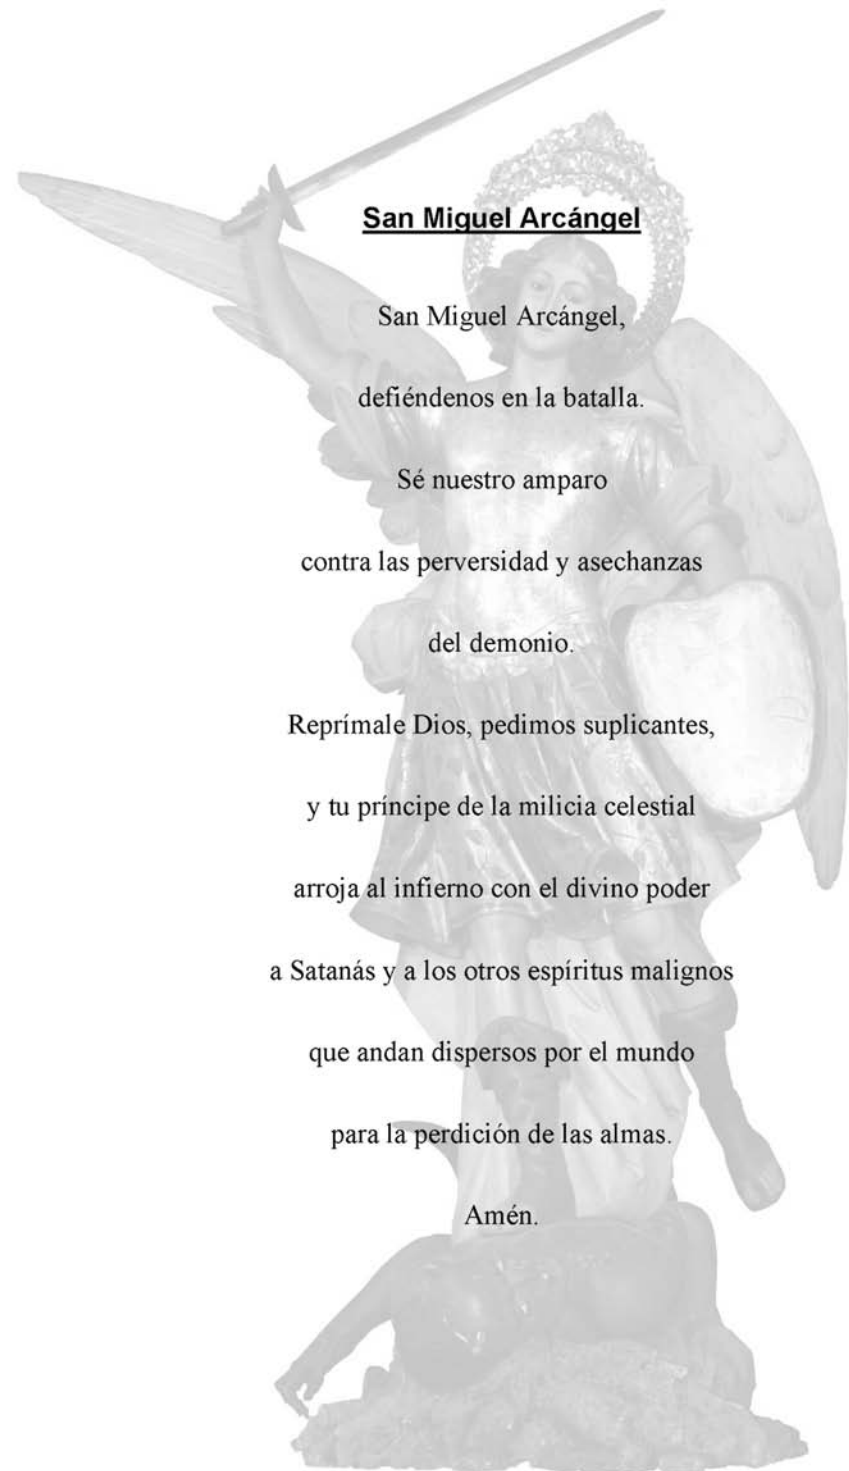 San Miguel Arcángel
San Miguel Arcángel,
defiéndenos en la batalla.
Sé nuestro amparo
contra las perversidad y asechanzas
del demonio.
Reprímale Dios, pedimos suplicantes,
y tu príncipe de la milicia celestial
arroja al infierno con el divino poder
a Satanás y a los otros espíritus malignos
que andan dispersos por el mundo
para la perdición de las almas.
Amén.